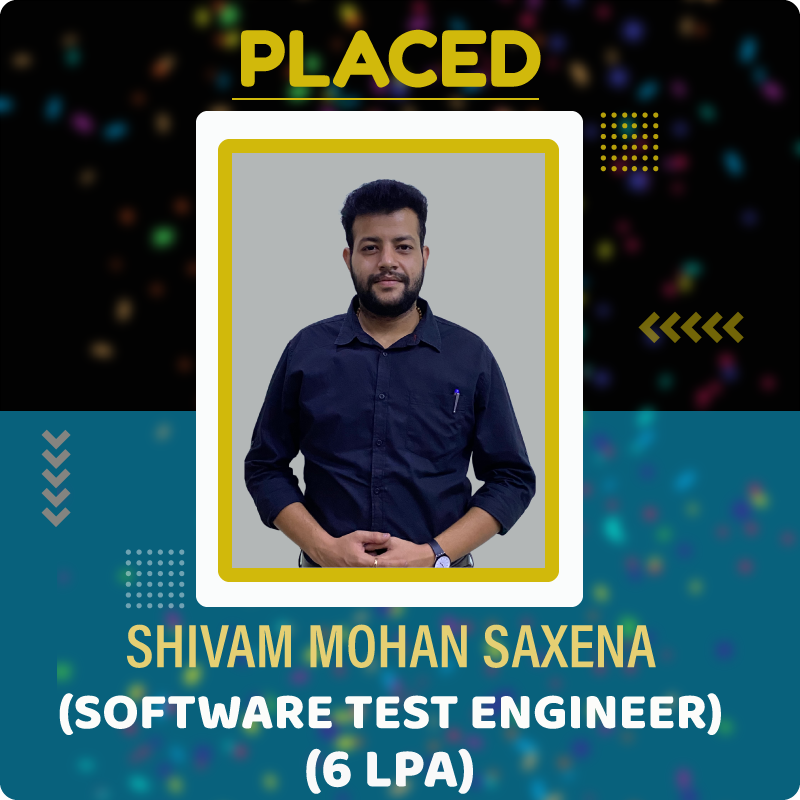 PLACED
SHIVAM MOHAN SAXENA
(SOFTWARE TEST ENGINEER)
(6 LPA)